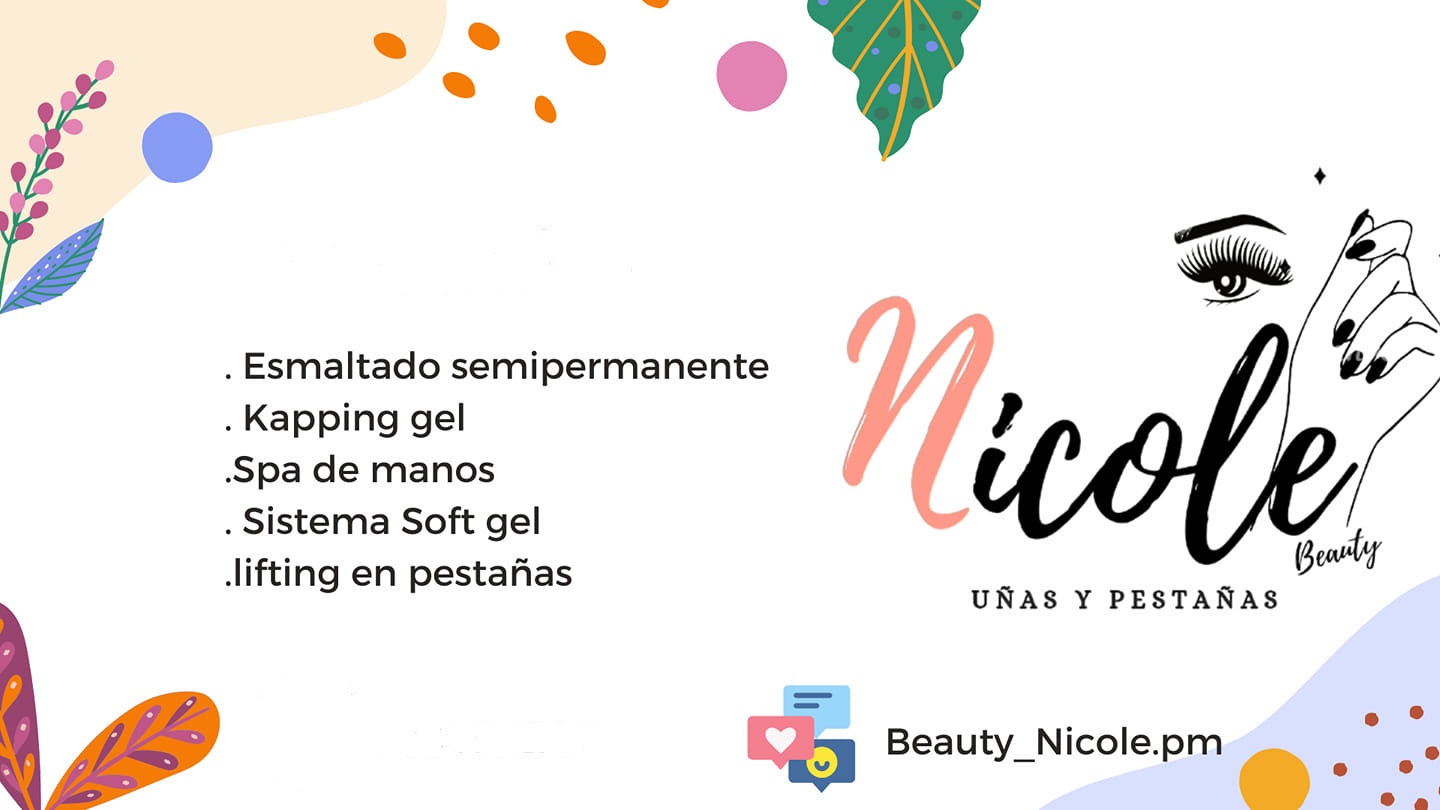 . Esmaltado semipermanente
. Kapping gel
.Spa de manos
. Sistema Soft gel
.lifting en pestañas
Nicole
Beauty
UÑAS Y PESTAÑAS
Beauty_Nicole.pm